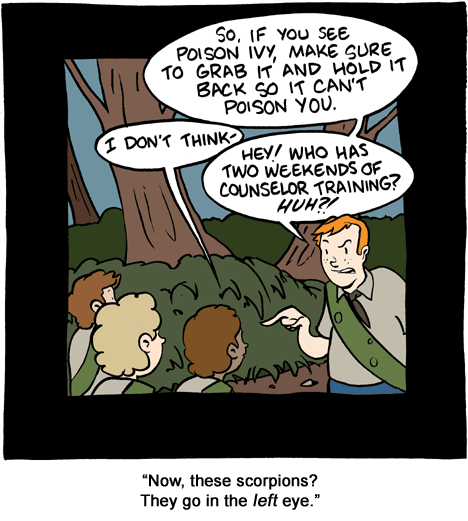 SO, IF YOU SEE
POISON IVY, MAKE SURE
TO GRAB IT AND HOLD IT
BACK SO IT CAN'T
POISON YOU.
I DON'T THINK-
HEY! WHO HAS
TWO WEEKENDS OF
COUNSELOR TRAINING?
HUH?!
“Now, these scorpions?
They go in the left eye.”